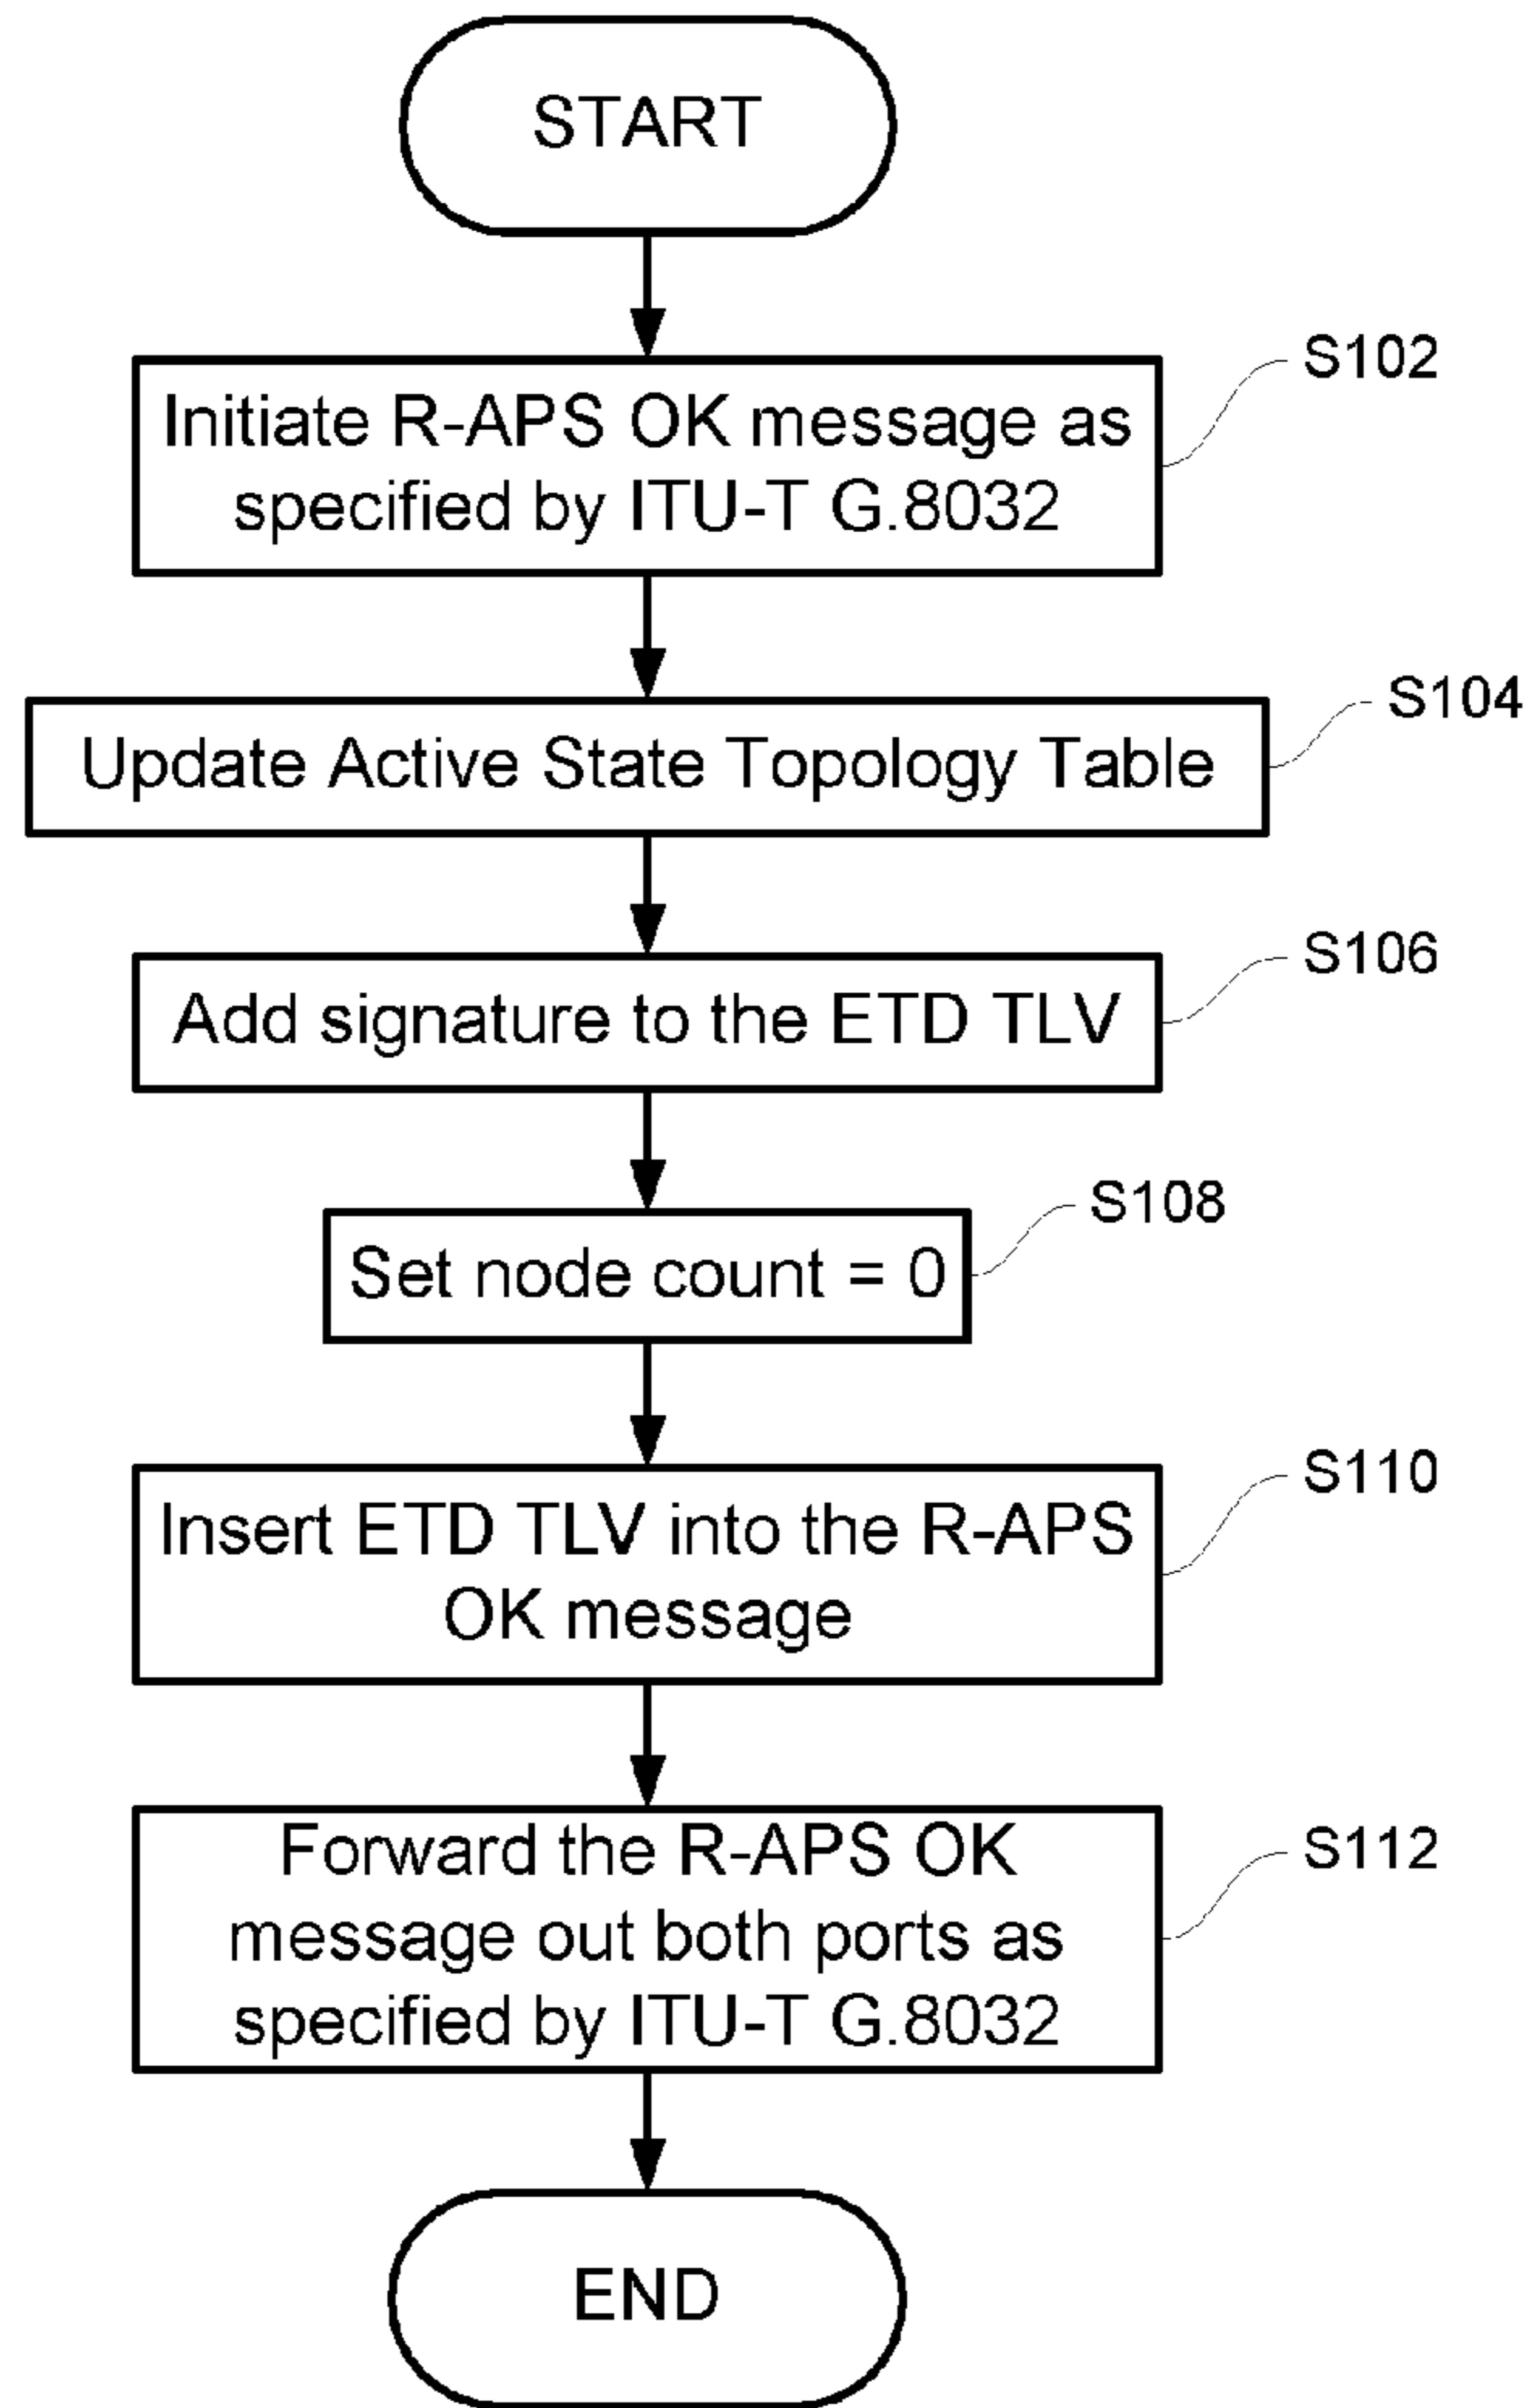 START
S102
Initiate R-APS OK message as
specified by ITU-T G.8032
S104
Update Active State Topology Table
S106
Add signature to the ETD TLV
S108
Set node count = 0
S110
Insert ETD TLV into the R-APS
OK message
S112
Forward the R-APS OK
message out both ports as
specified by ITU-T G.8032
END